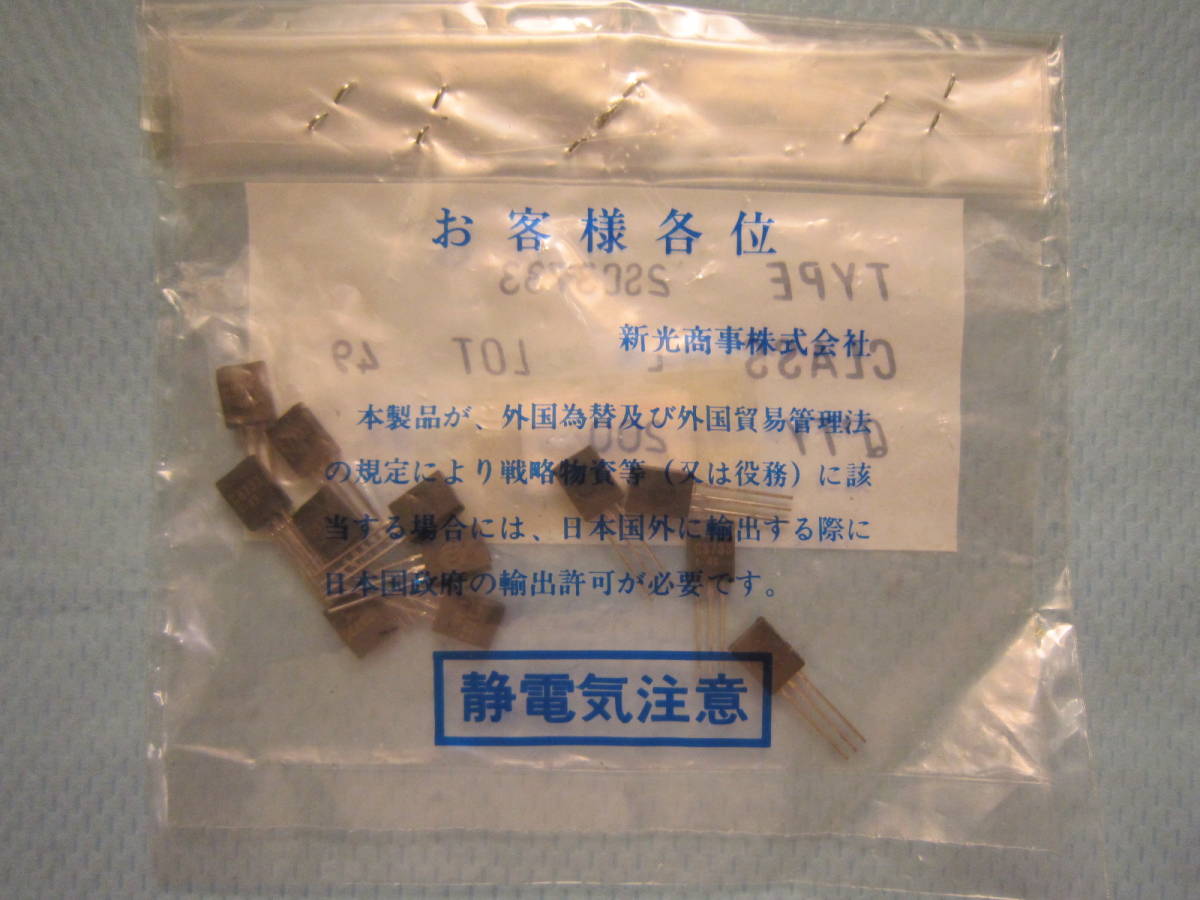 お客様各位
TYPE 2SC3733
新光商事株式会社
CLASS L LOT 49
本製品が、外国為替及び外国貿易管理法
Q'TY 200
の規定により戦略物資等（又は役務）に該
当する場合には、日本国外に輸出する際に
日本国政府の輸出許可が必要です。
静電気注意